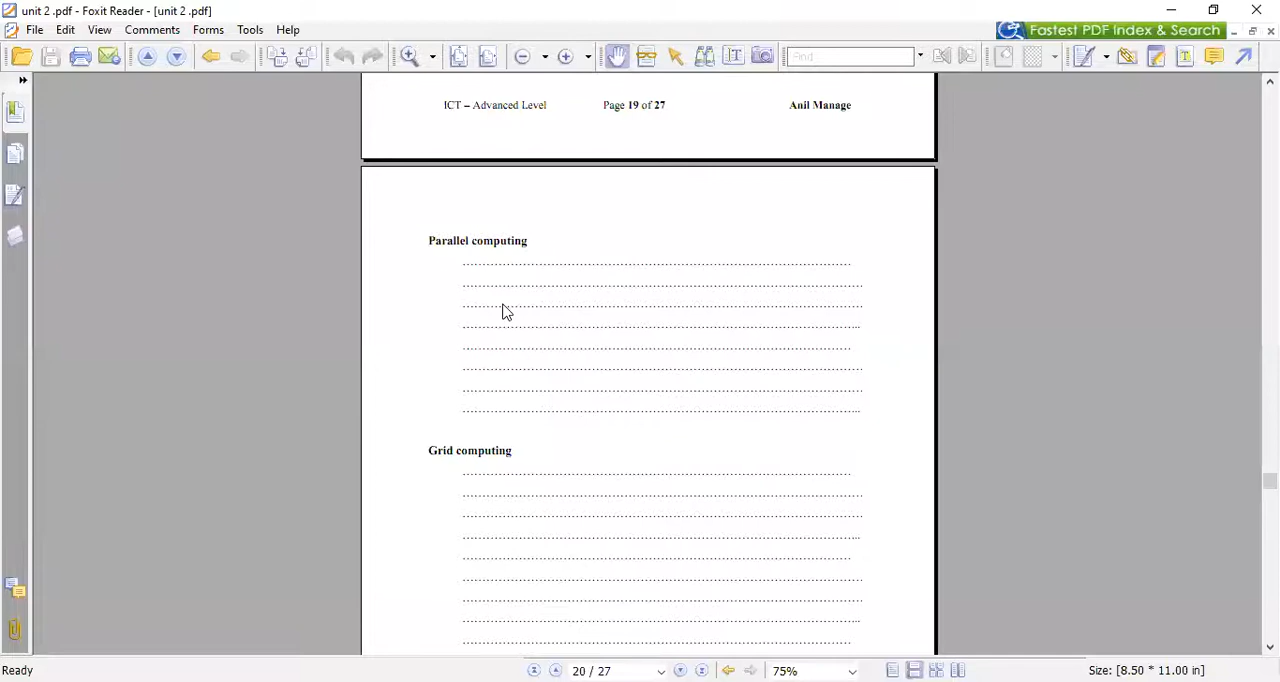 unit 2 .pdf - Foxit Reader - [unit 2 .pdf]
File Edit View Comments Forms Tools Help
Fastest PDF Index & Search
Find
ICT – Advanced Level Page 19 of 27 Anil Manage
Parallel computing
Grid computing
Ready
20 / 27
75%
Size: [8.50 * 11.00 in]